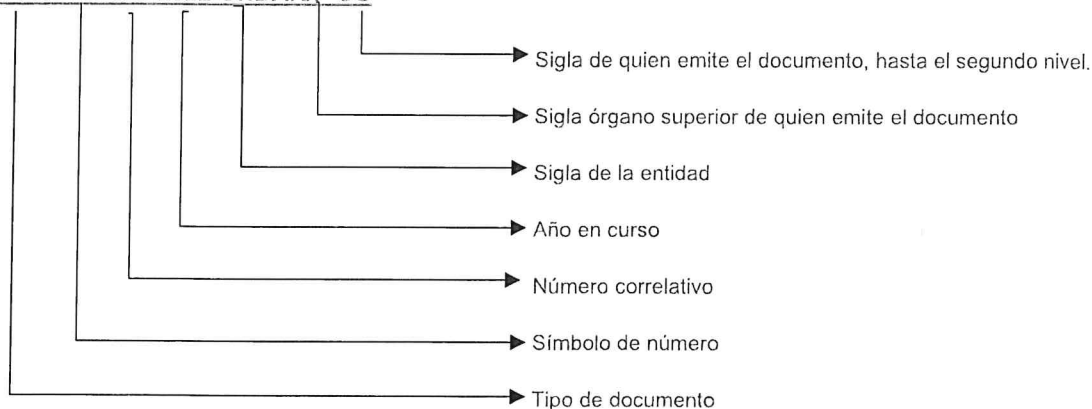 Sigla de quien emite el documento, hasta el segundo nivel.
Sigla órgano superior de quien emite el documento
Sigla de la entidad
Año en curso
Número correlativo
Símbolo de número
Tipo de documento